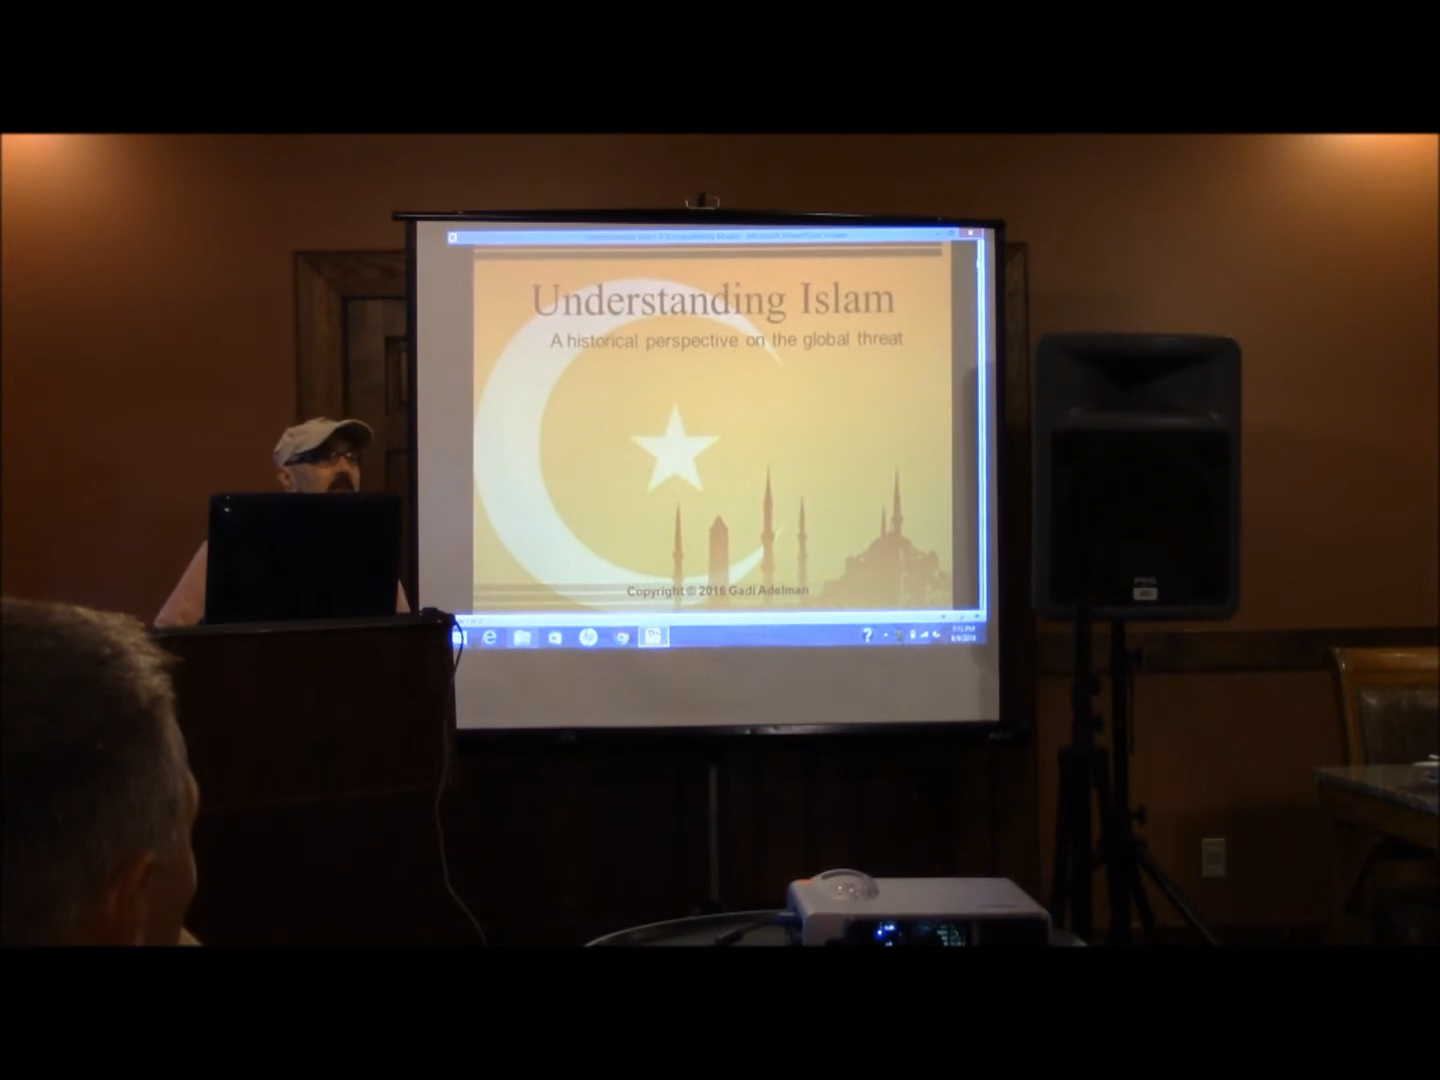 Understanding Islam
A historical perspective on the global threat
Copyright © 2016 Gadi Adelman